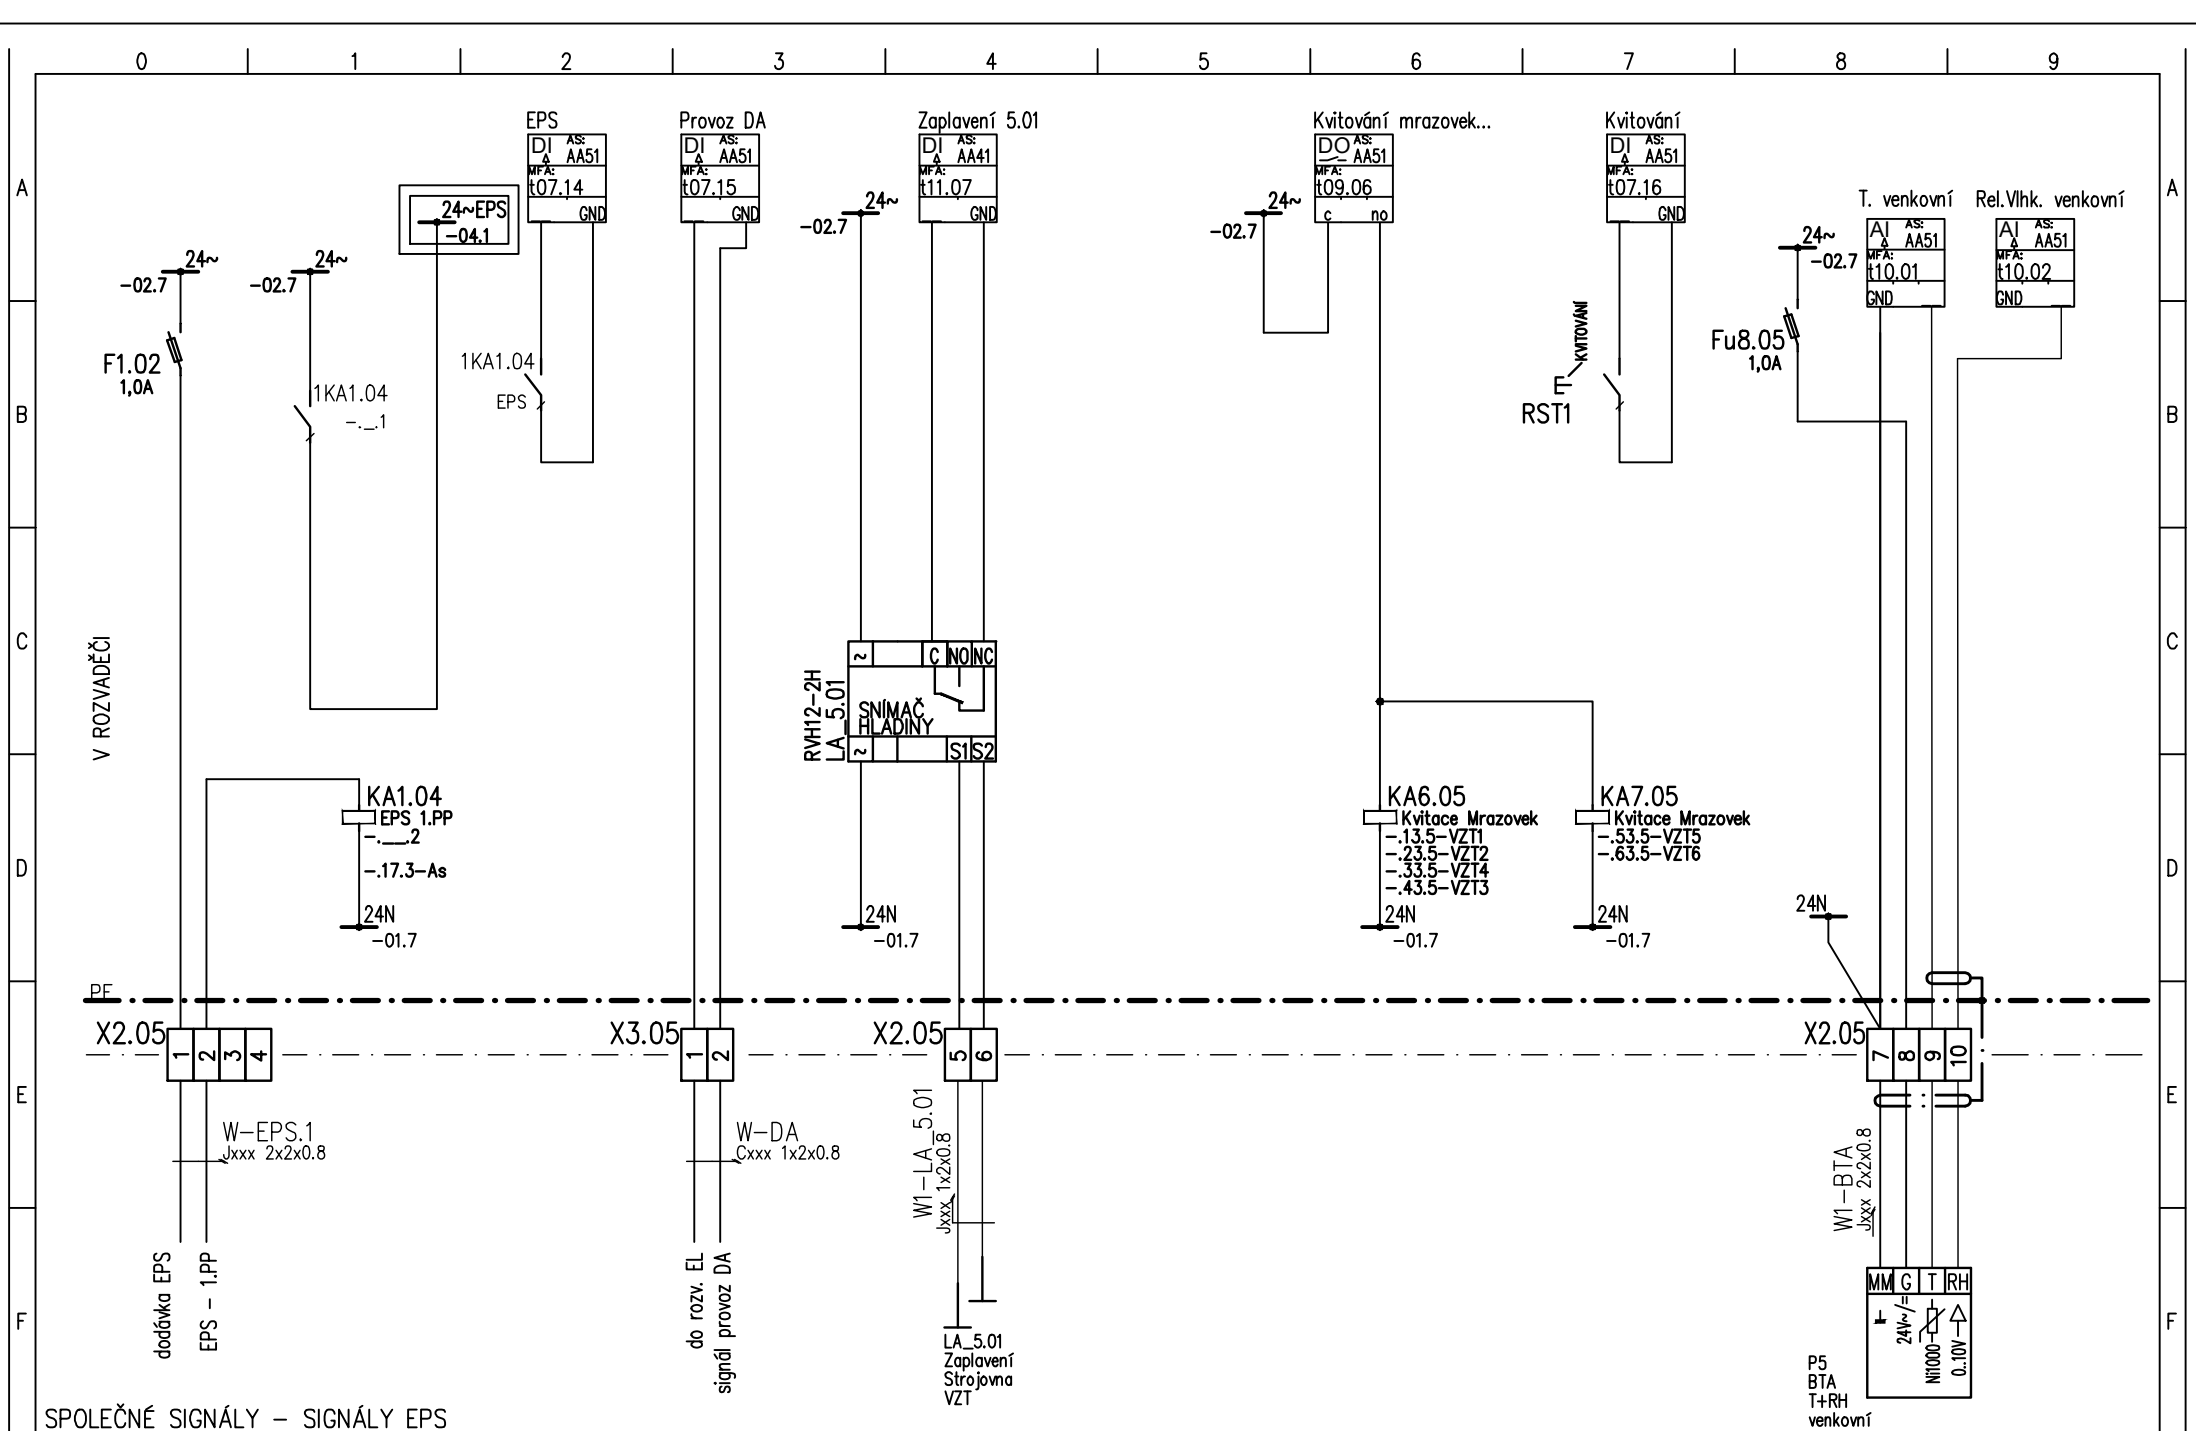 0 1 2 3 4 5 6 7 8 9
A A
B B
C C
D D
E E
F F
EPS
DI AS: AA51
MFA:
t07.14
GND
Provoz DA
DI AS: AA51
MFA:
t07.15
GND
Zaplavení 5.01
DI AS: AA41
MFA:
t11.07
GND
Kvitování mrazovek...
DO AS: AA51
MFA:
t09.06
c no
Kvitování
DI AS: AA51
MFA:
t07.16
GND
T. venkovní
AI AS: AA51
MFA:
t10.01
GND
Rel.Vlhk. venkovní
AI AS: AA51
MFA:
t10.02
GND
24~
-02.7
24~
-02.7
24~EPS
-04.1
24~
-02.7
24~
-02.7
24~
-02.7
F1.02
1,0A
1KA1.04
-._.1
1KA1.04
EPS
KVITOVÁNÍ
RST1
Fu8.05
1,0A
V ROZVADĚČI
RVH12-2H
LA_5.01
~ C NO NC
SNÍMAČ
HLADINY
~ S1 S2
KA1.04
EPS 1.PP
-.__.2
-.17.3-As
24N
-01.7
24N
-01.7
KA6.05
Kvitace Mrazovek
-.13.5-VZT1
-.23.5-VZT2
-.33.5-VZT4
-.43.5-VZT3
24N
-01.7
KA7.05
Kvitace Mrazovek
-.53.5-VZT5
-.63.5-VZT6
24N
-01.7
24N
PE
X2.05 1 2 3 4
X3.05 1 2
X2.05 5 6
X2.05 7 8 9 10
W-EPS.1
Jxxx 2x2x0.8
W-DA
Cxxx 1x2x0.8
W1-LA_5.01
Jxxx 1x2x0.8
W1-BTA
Jxxx 2x2x0.8
dodávka EPS
EPS - 1.PP
do rozv. EL
signál provoz DA
LA_5.01
Zaplavení
Strojovna
VZT
MM G T RH
24V~/=
Ni1000
0..10V
P5
BTA
T+RH
venkovní
SPOLEČNÉ SIGNÁLY - SIGNÁLY EPS